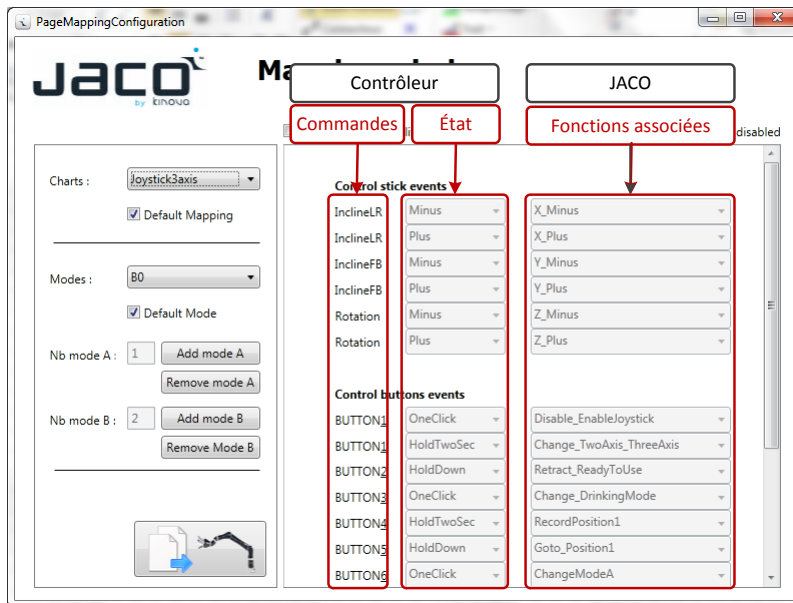 PageMappingConfiguration
Jaco
by KINOVA
Contrôleur
JACO
Commandes
État
Fonctions associées
disabled
Charts :
Joystick3axis
Default Mapping
Modes :
B0
Default Mode
Nb mode A :
1
Add mode A
Remove mode A
Nb mode B :
2
Add mode B
Remove Mode B
Control stick events
InclineLR Minus X_Minus
InclineLR Plus X_Plus
InclineFB Minus Y_Minus
InclineFB Plus Y_Plus
Rotation Minus Z_Minus
Rotation Plus Z_Plus
Control buttons events
BUTTON1 OneClick Disable_EnableJoystick
BUTTON1 HoldTwoSec Change_TwoAxis_ThreeAxis
BUTTON2 HoldDown Retract_ReadyToUse
BUTTON3 OneClick Change_DrinkingMode
BUTTON4 HoldTwoSec RecordPosition1
BUTTON5 HoldDown Goto_Position1
BUTTON6 OneClick ChangeModeA